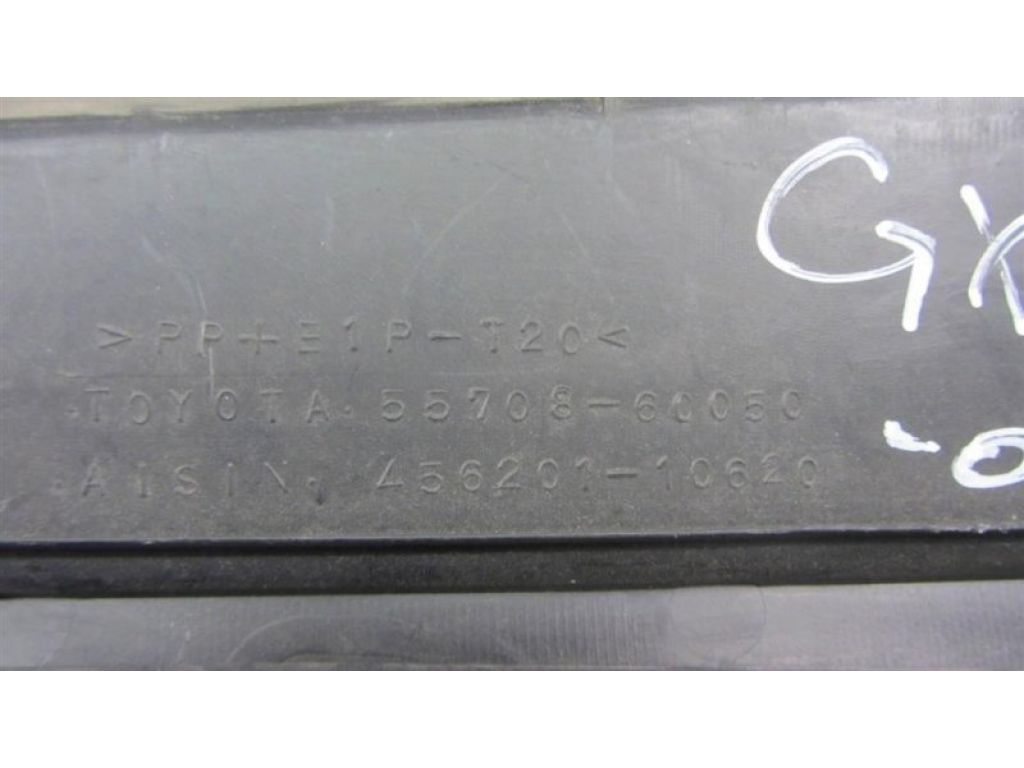 >PP+E1P-T20<
·TOYOTA· 55708-60050
·AISIN· 456201-10620
GX
-0